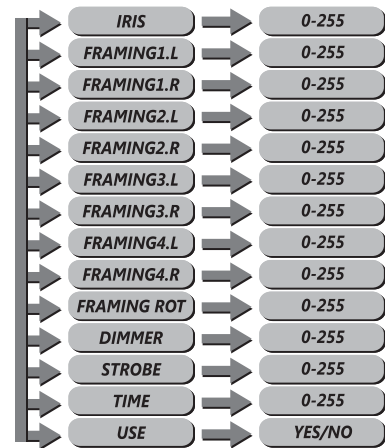 IRIS 0-255
FRAMING1.L 0-255
FRAMING1.R 0-255
FRAMING2.L 0-255
FRAMING2.R 0-255
FRAMING3.L 0-255
FRAMING3.R 0-255
FRAMING4.L 0-255
FRAMING4.R 0-255
FRAMING ROT 0-255
DIMMER 0-255
STROBE 0-255
TIME 0-255
USE YES/NO